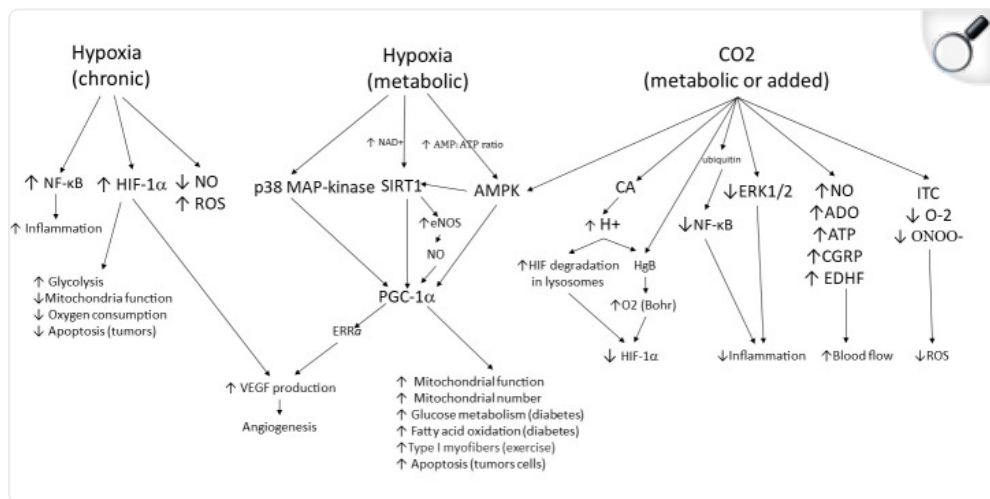 Hypoxia
(chronic)
Hypoxia
(metabolic)
CO2
(metabolic or added)
↑ NAD+
↑ AMP:ATP ratio
ubiquitin
↑ NF-κB
↑ HIF-1α
↓ NO
↑ ROS
p38 MAP-kinase
SIRT1
AMPK
CA
↓ERK1/2
↑NO
↑ADO
↑ATP
↑CGRP
↑ EDHF
ITC
↓ O-2
↓ ONOO-
↑ Inflammation
↑eNOS
NO
↑ H+
↓NF-κB
↑ Glycolysis
↓Mitochondria function
↓ Oxygen consumption
↓ Apoptosis (tumors)
↑HIF degradation
in lysosomes
HgB
↑O2 (Bohr)
PGC-1α
ERRα
↓ HIF-1α
↓Inflammation
↑Blood flow
↓ROS
↑ VEGF production
Angiogenesis
↑ Mitochondrial function
↑ Mitochondrial number
↑ Glucose metabolism (diabetes)
↑ Fatty acid oxidation (diabetes)
↑Type I myofibers (exercise)
↑ Apoptosis (tumors cells)